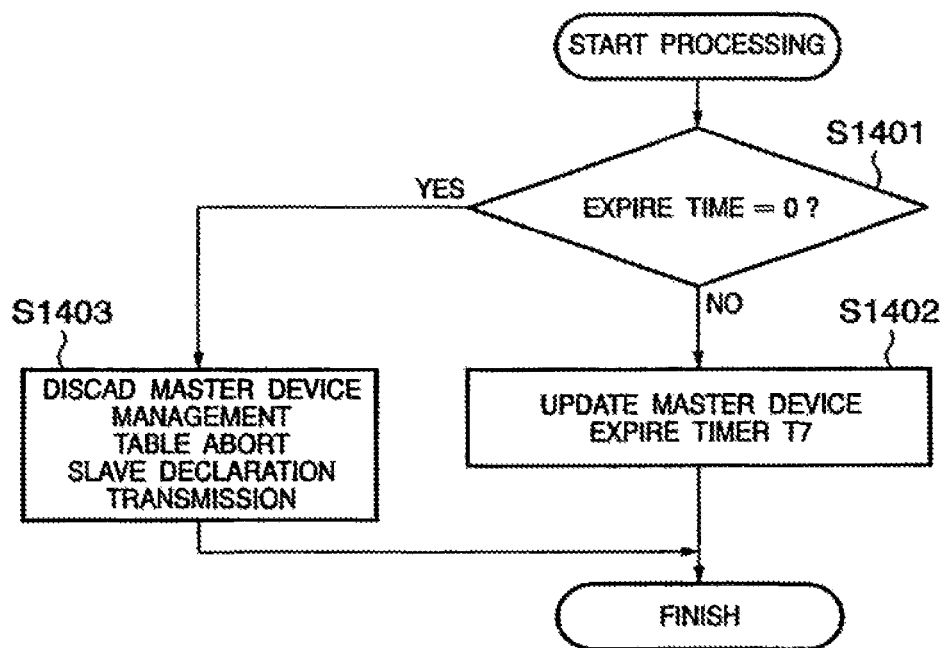 START PROCESSING
S1401
YES
EXPIRE TIME = 0 ?
NO
S1403
S1402
DISCAD MASTER DEVICE
MANAGEMENT
TABLE ABORT
SLAVE DECLARATION
TRANSMISSION
UPDATE MASTER DEVICE
EXPIRE TIMER T7
FINISH